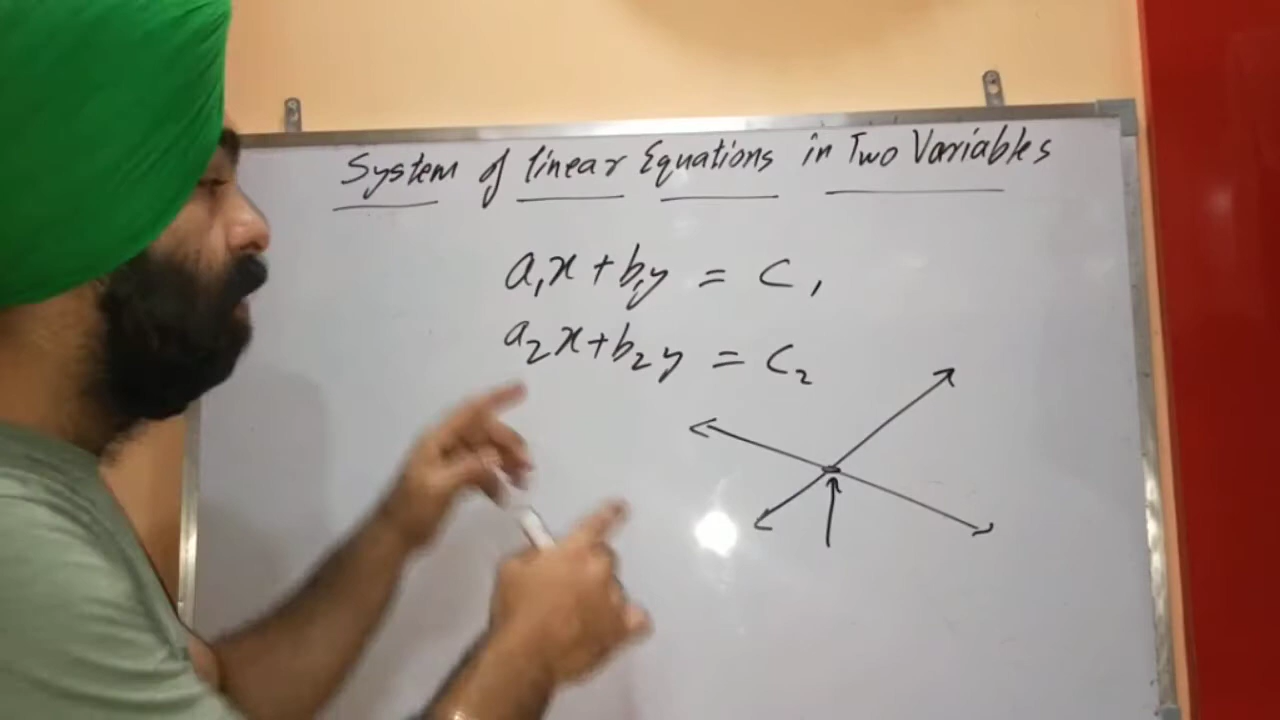 System of linear Equations in Two Variables
a₁x + b₁y = C₁
a₂x + b₂y = C₂